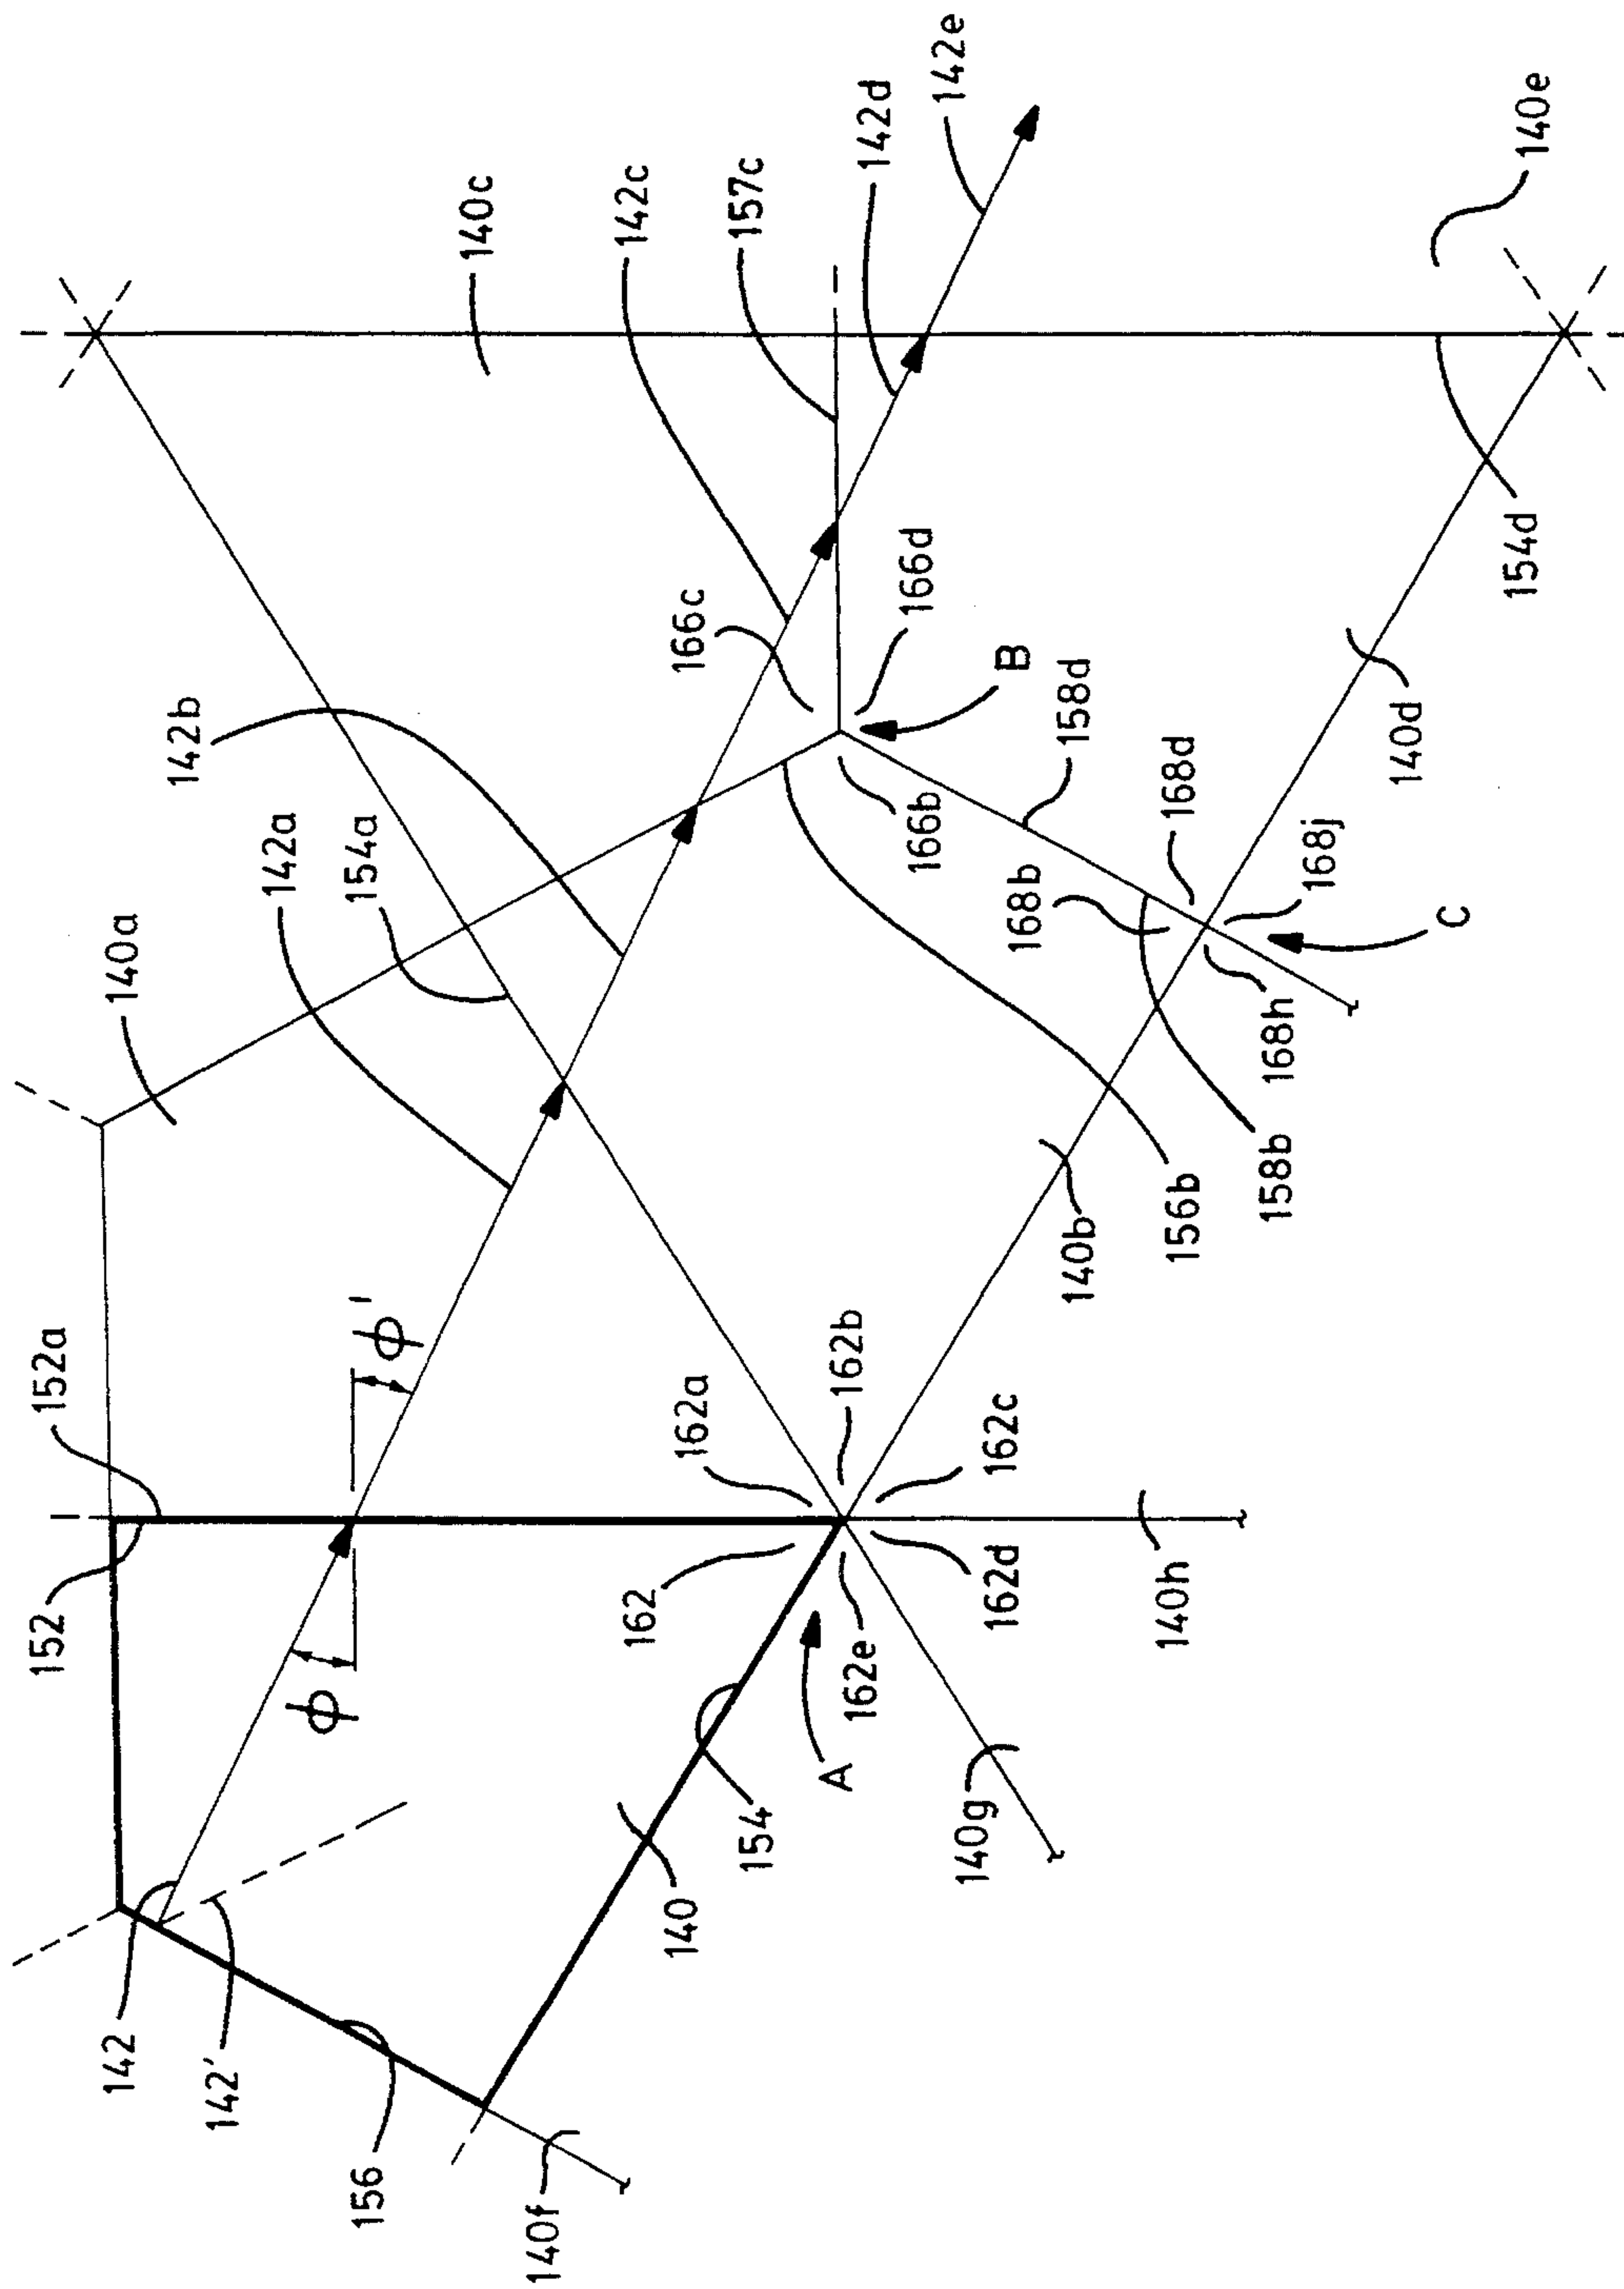 142e
140e
142d
157c
142c
140c
154d
166d
166c
B
158d
140d
142b
166b
168d
168j
168b
C
154a
142a
168h
140a
158b
156b
140b
ϕ'
162b
152a
162a
162c
152
162
162d
140h
162e
ϕ
A
154
140g
140
142
142'
156
140f